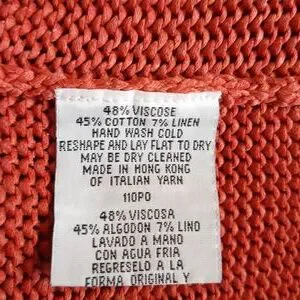 48% VISCOSE
45% COTTON 7% LINEN
HAND WASH COLD
RESHAPE AND LAY FLAT TO DRY
MAY BE DRY CLEANED
MADE IN HONG KONG
OF ITALIAN YARN
110PO
48% VISCOSA
45% ALGODON 7% LINO
LAVADO A MANO
CON AGUA FRIA
REGRESELO A LA
FORMA ORIGINAL Y